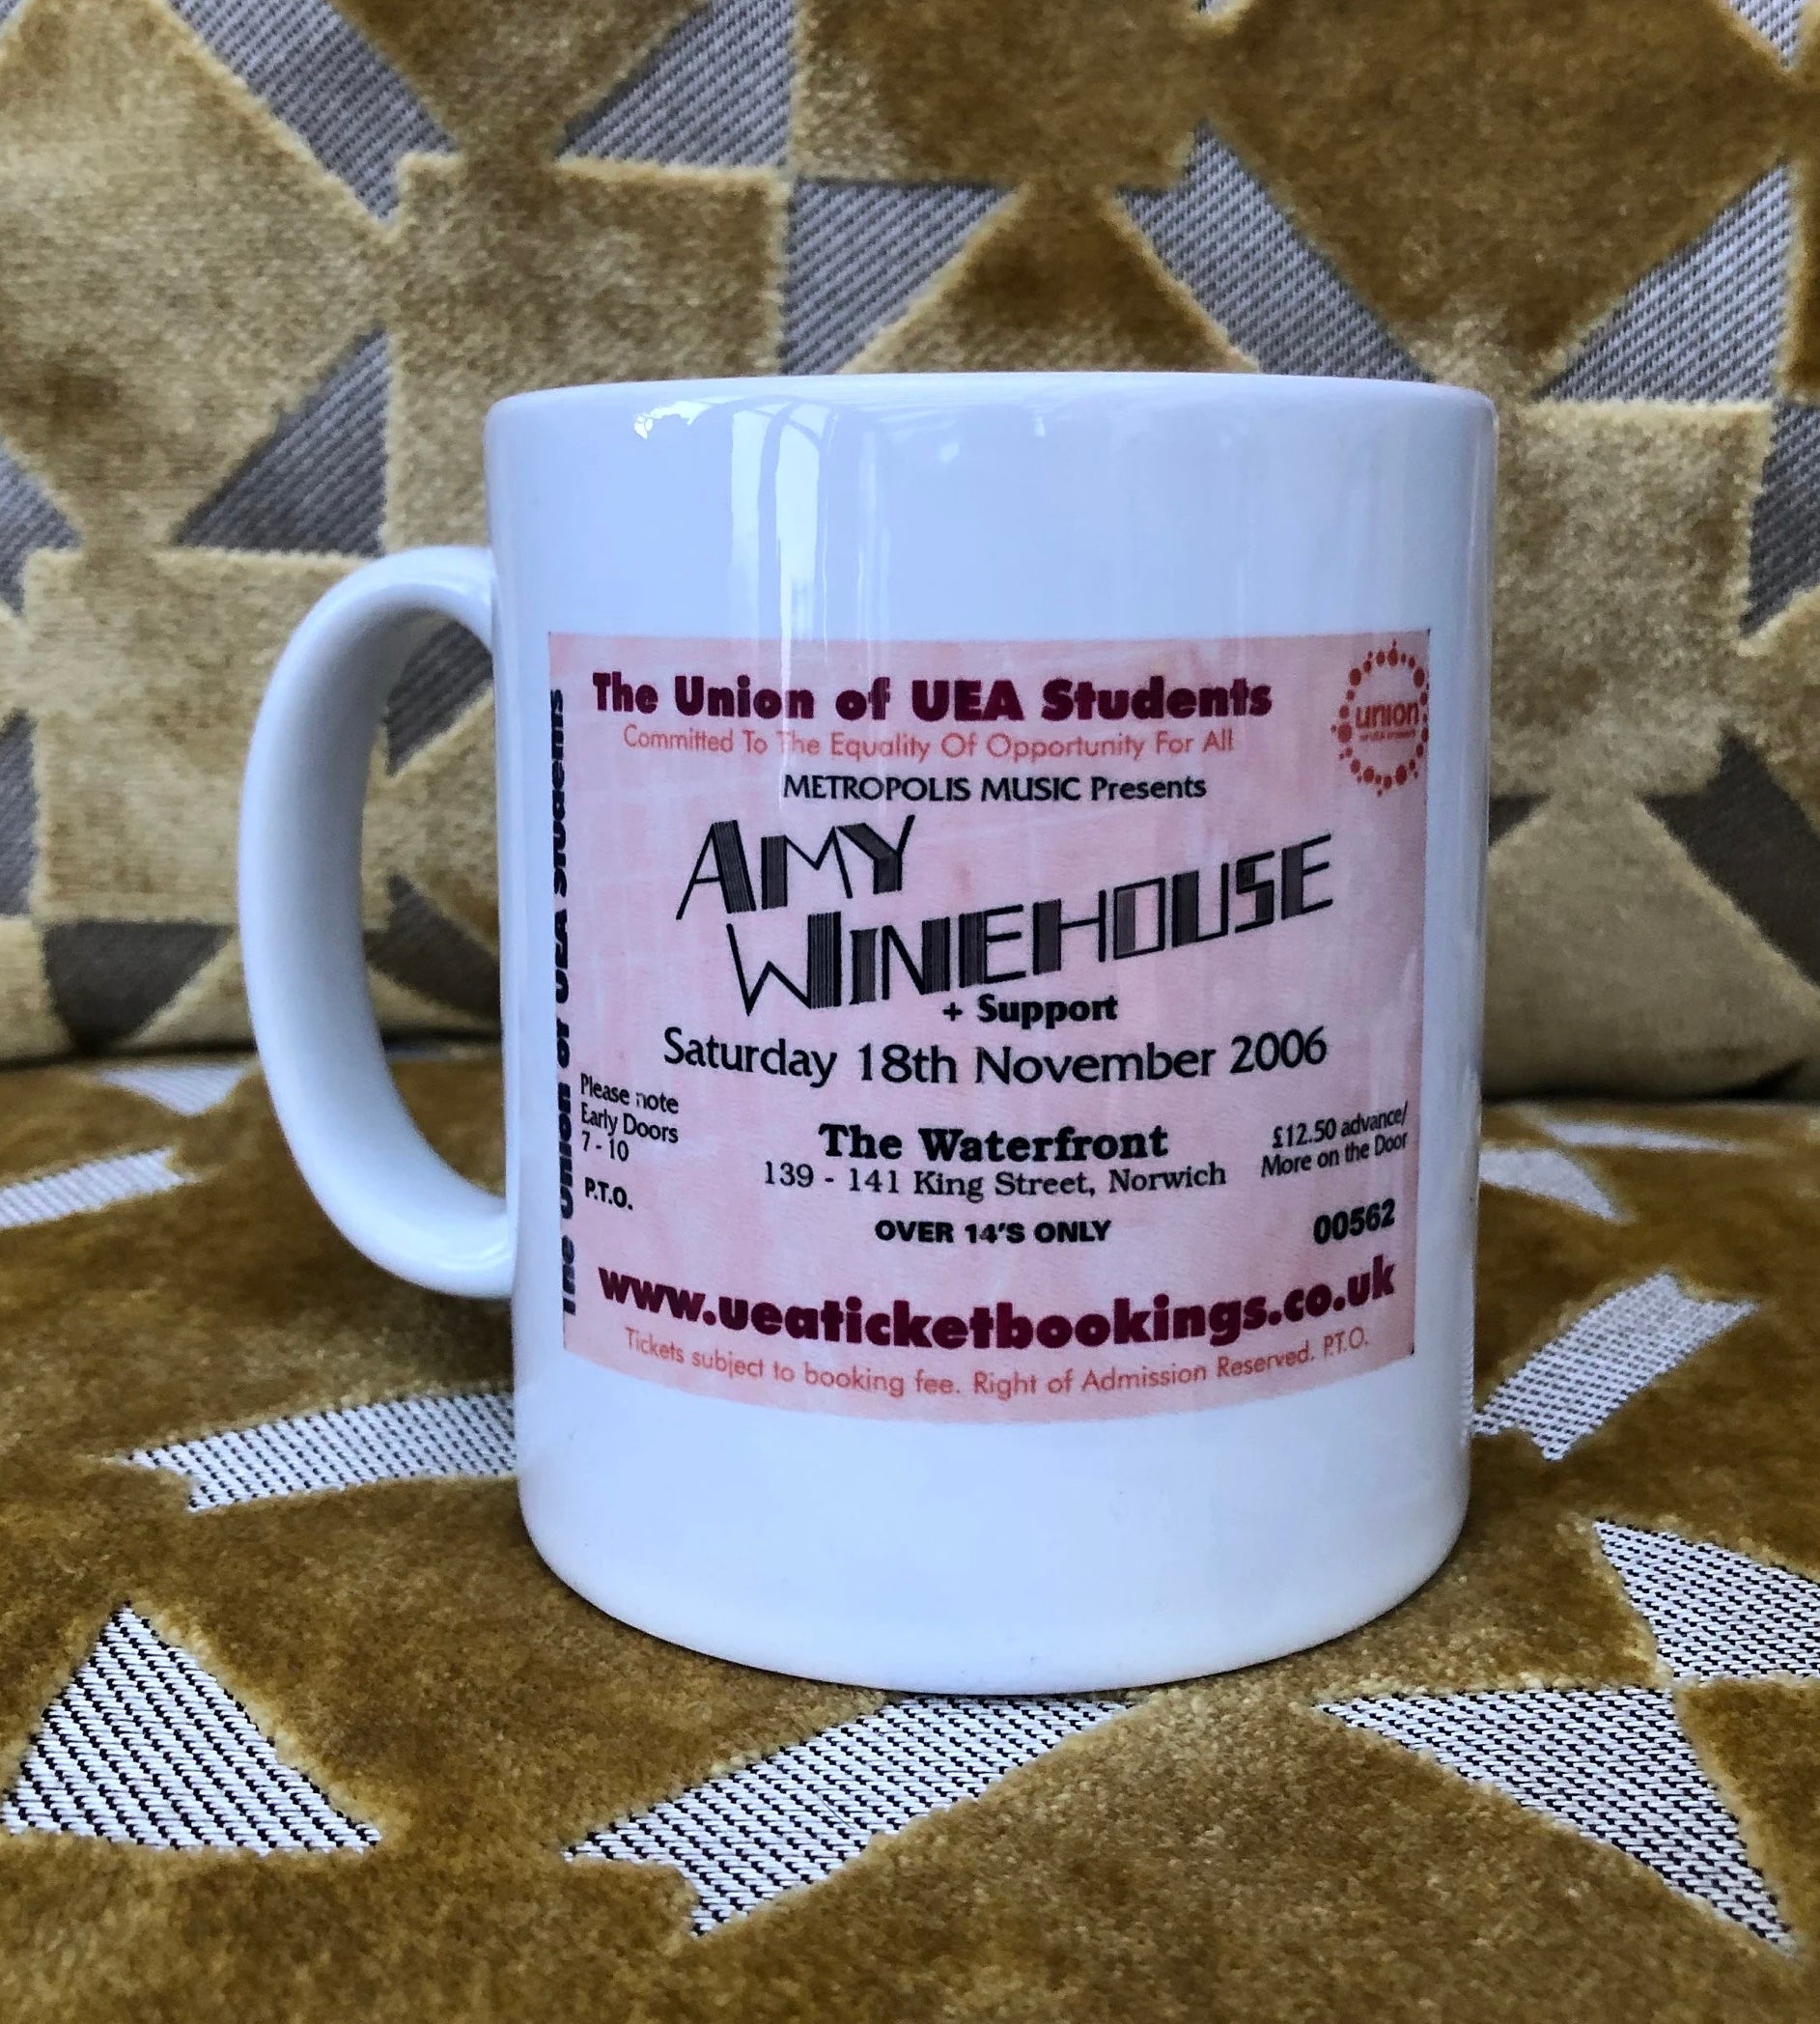 The Union of UEA Students
Committed To The Equality Of Opportunity For All
union
METROPOLIS MUSIC Presents
AMY
WINEHOUSE
+ Support
Saturday 18th November 2006
Please note
Early Doors
7 - 10
P.T.O.
The Waterfront
139 - 141 King Street, Norwich
OVER 14'S ONLY
£12.50 advance/
More on the Door
00562
www.ueaticketbookings.co.uk
Tickets subject to booking fee. Right of Admission Reserved. P.T.O.
The Union of UEA Students